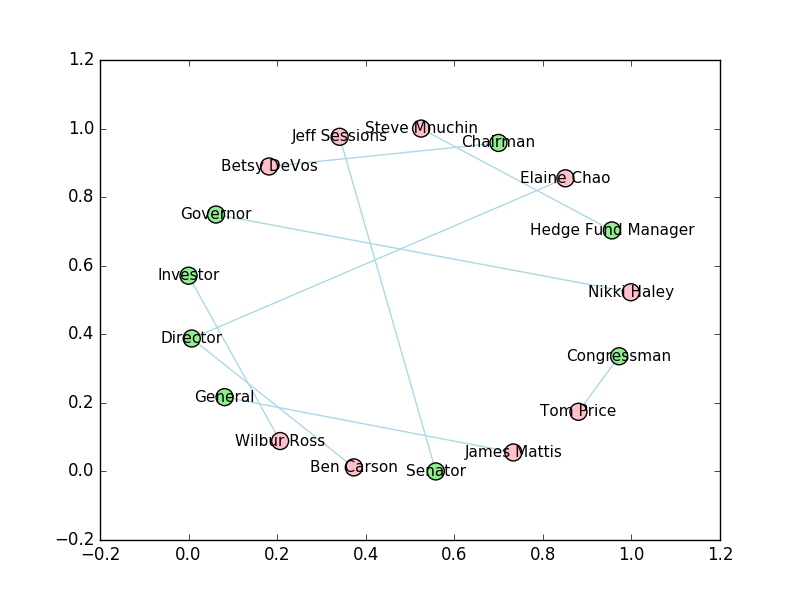 1.2
1.0
0.8
0.6
0.4
0.2
0.0
−0.2
Steve Mnuchin
Jeff Sessions
Chairman
Betsy DeVos
Elaine Chao
Governor
Hedge Fund Manager
Investor
Nikki Haley
Director
Congressman
General
Tom Price
Wilbur Ross
James Mattis
Ben Carson
Senator
−0.2
0.0
0.2
0.4
0.6
0.8
1.0
1.2